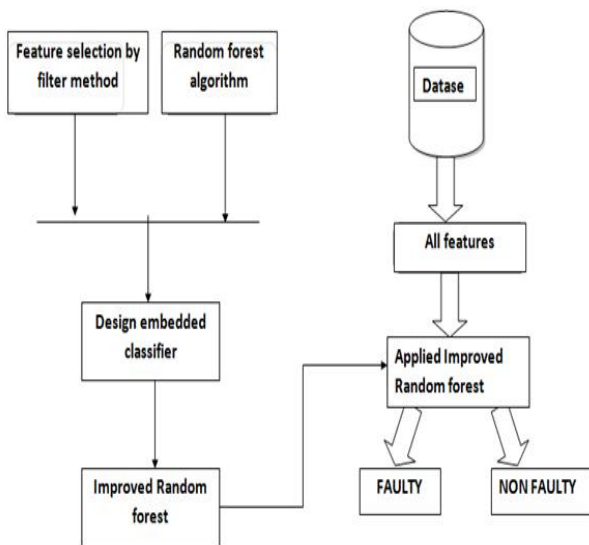 Feature selection by
filter method
Random forest
algorithm
Datase
All features
Design embedded
classifier
Applied Improved
Random forest
Improved Random
forest
FAULTY
NON FAULTY